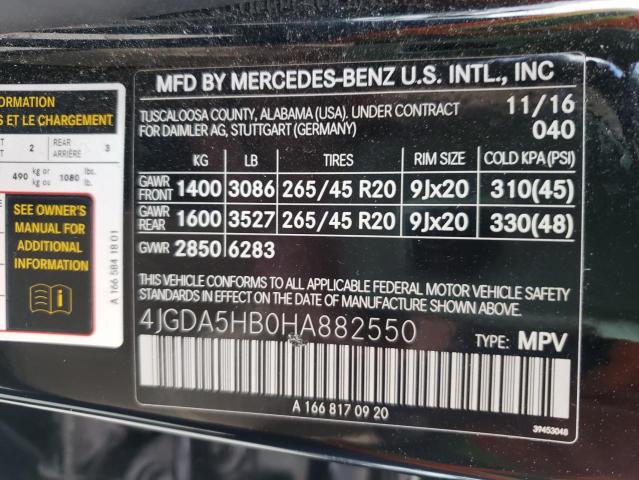 ORMATION
S ET LE CHARGEMENT
NT 2 REAR ARRIÈRE 3
490 kg or kg ou 1080 lbs. or lb.
SEE OWNER'S
MANUAL FOR
ADDITIONAL
INFORMATION
A 166 584 18 01
MFD BY MERCEDES-BENZ U.S. INTL., INC
TUSCALOOSA COUNTY, ALABAMA (USA). UNDER CONTRACT 11/16
FOR DAIMLER AG, STUTTGART (GERMANY) 040
KG LB TIRES RIM SIZE COLD KPA (PSI)
GAWR FRONT 1400 3086 265/45 R20 9Jx20 310(45)
GAWR REAR 1600 3527 265/45 R20 9Jx20 330(48)
GVWR 2850 6283
THIS VEHICLE CONFORMS TO ALL APPLICABLE FEDERAL MOTOR VEHICLE SAFETY
STANDARDS IN EFFECT ON THE DATE OF MANUFACTURE SHOWN ABOVE.
4JGDA5HB0HA882550 TYPE: MPV
A 166 817 09 20
39453048